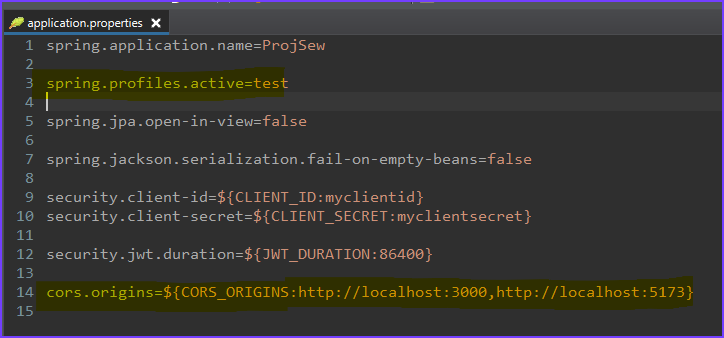 application.properties
1 spring.application.name=ProjSew
2
3 spring.profiles.active=test
4
5 spring.jpa.open-in-view=false
6
7 spring.jackson.serialization.fail-on-empty-beans=false
8
9 security.client-id=${CLIENT_ID:myclientid}
10 security.client-secret=${CLIENT_SECRET:myclientsecret}
11
12 security.jwt.duration=${JWT_DURATION:86400}
13
14 cors.origins=${CORS_ORIGINS:http://localhost:3000,http://localhost:5173}
15